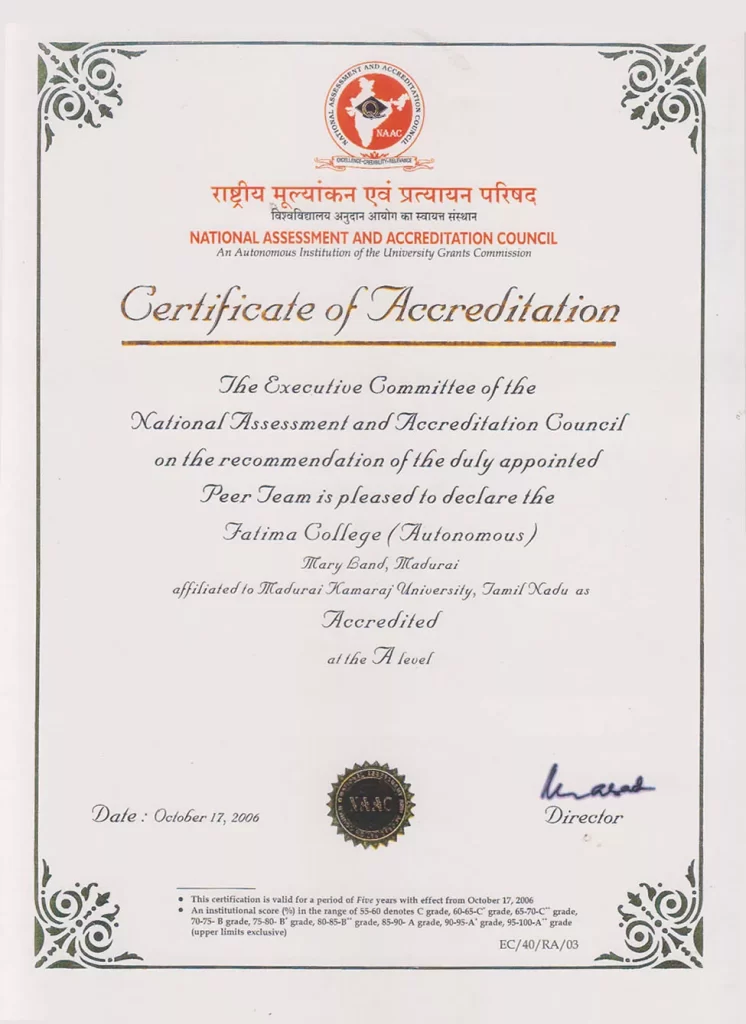 NATIONAL ASSESSMENT AND ACCREDITATION COUNCIL
NAAC
EXCELLENCE·CREDIBILITY·RELEVANCE
राष्ट्रीय मूल्यांकन एवं प्रत्यायन परिषद
विश्वविद्यालय अनुदान आयोग का स्वायत्त संस्थान
NATIONAL ASSESSMENT AND ACCREDITATION COUNCIL
An Autonomous Institution of the University Grants Commission
Certificate of Accreditation
The Executive Committee of the
National Assessment and Accreditation Council
on the recommendation of the duly appointed
Peer Team is pleased to declare the
Fatima College (Autonomous)
Mary Land, Madurai
affiliated to Madurai Kamaraj University, Tamil Nadu as
Accredited
at the A level
NAAC
Date : October 17, 2006
Director
• This certification is valid for a period of Five years with effect from October 17, 2006
• An institutional score (%) in the range of 55-60 denotes C grade, 60-65-C+ grade, 65-70-C++ grade,
70-75- B grade, 75-80- B+ grade, 80-85-B++ grade, 85-90- A grade, 90-95-A+ grade, 95-100-A++ grade
(upper limits exclusive)
EC/40/RA/03